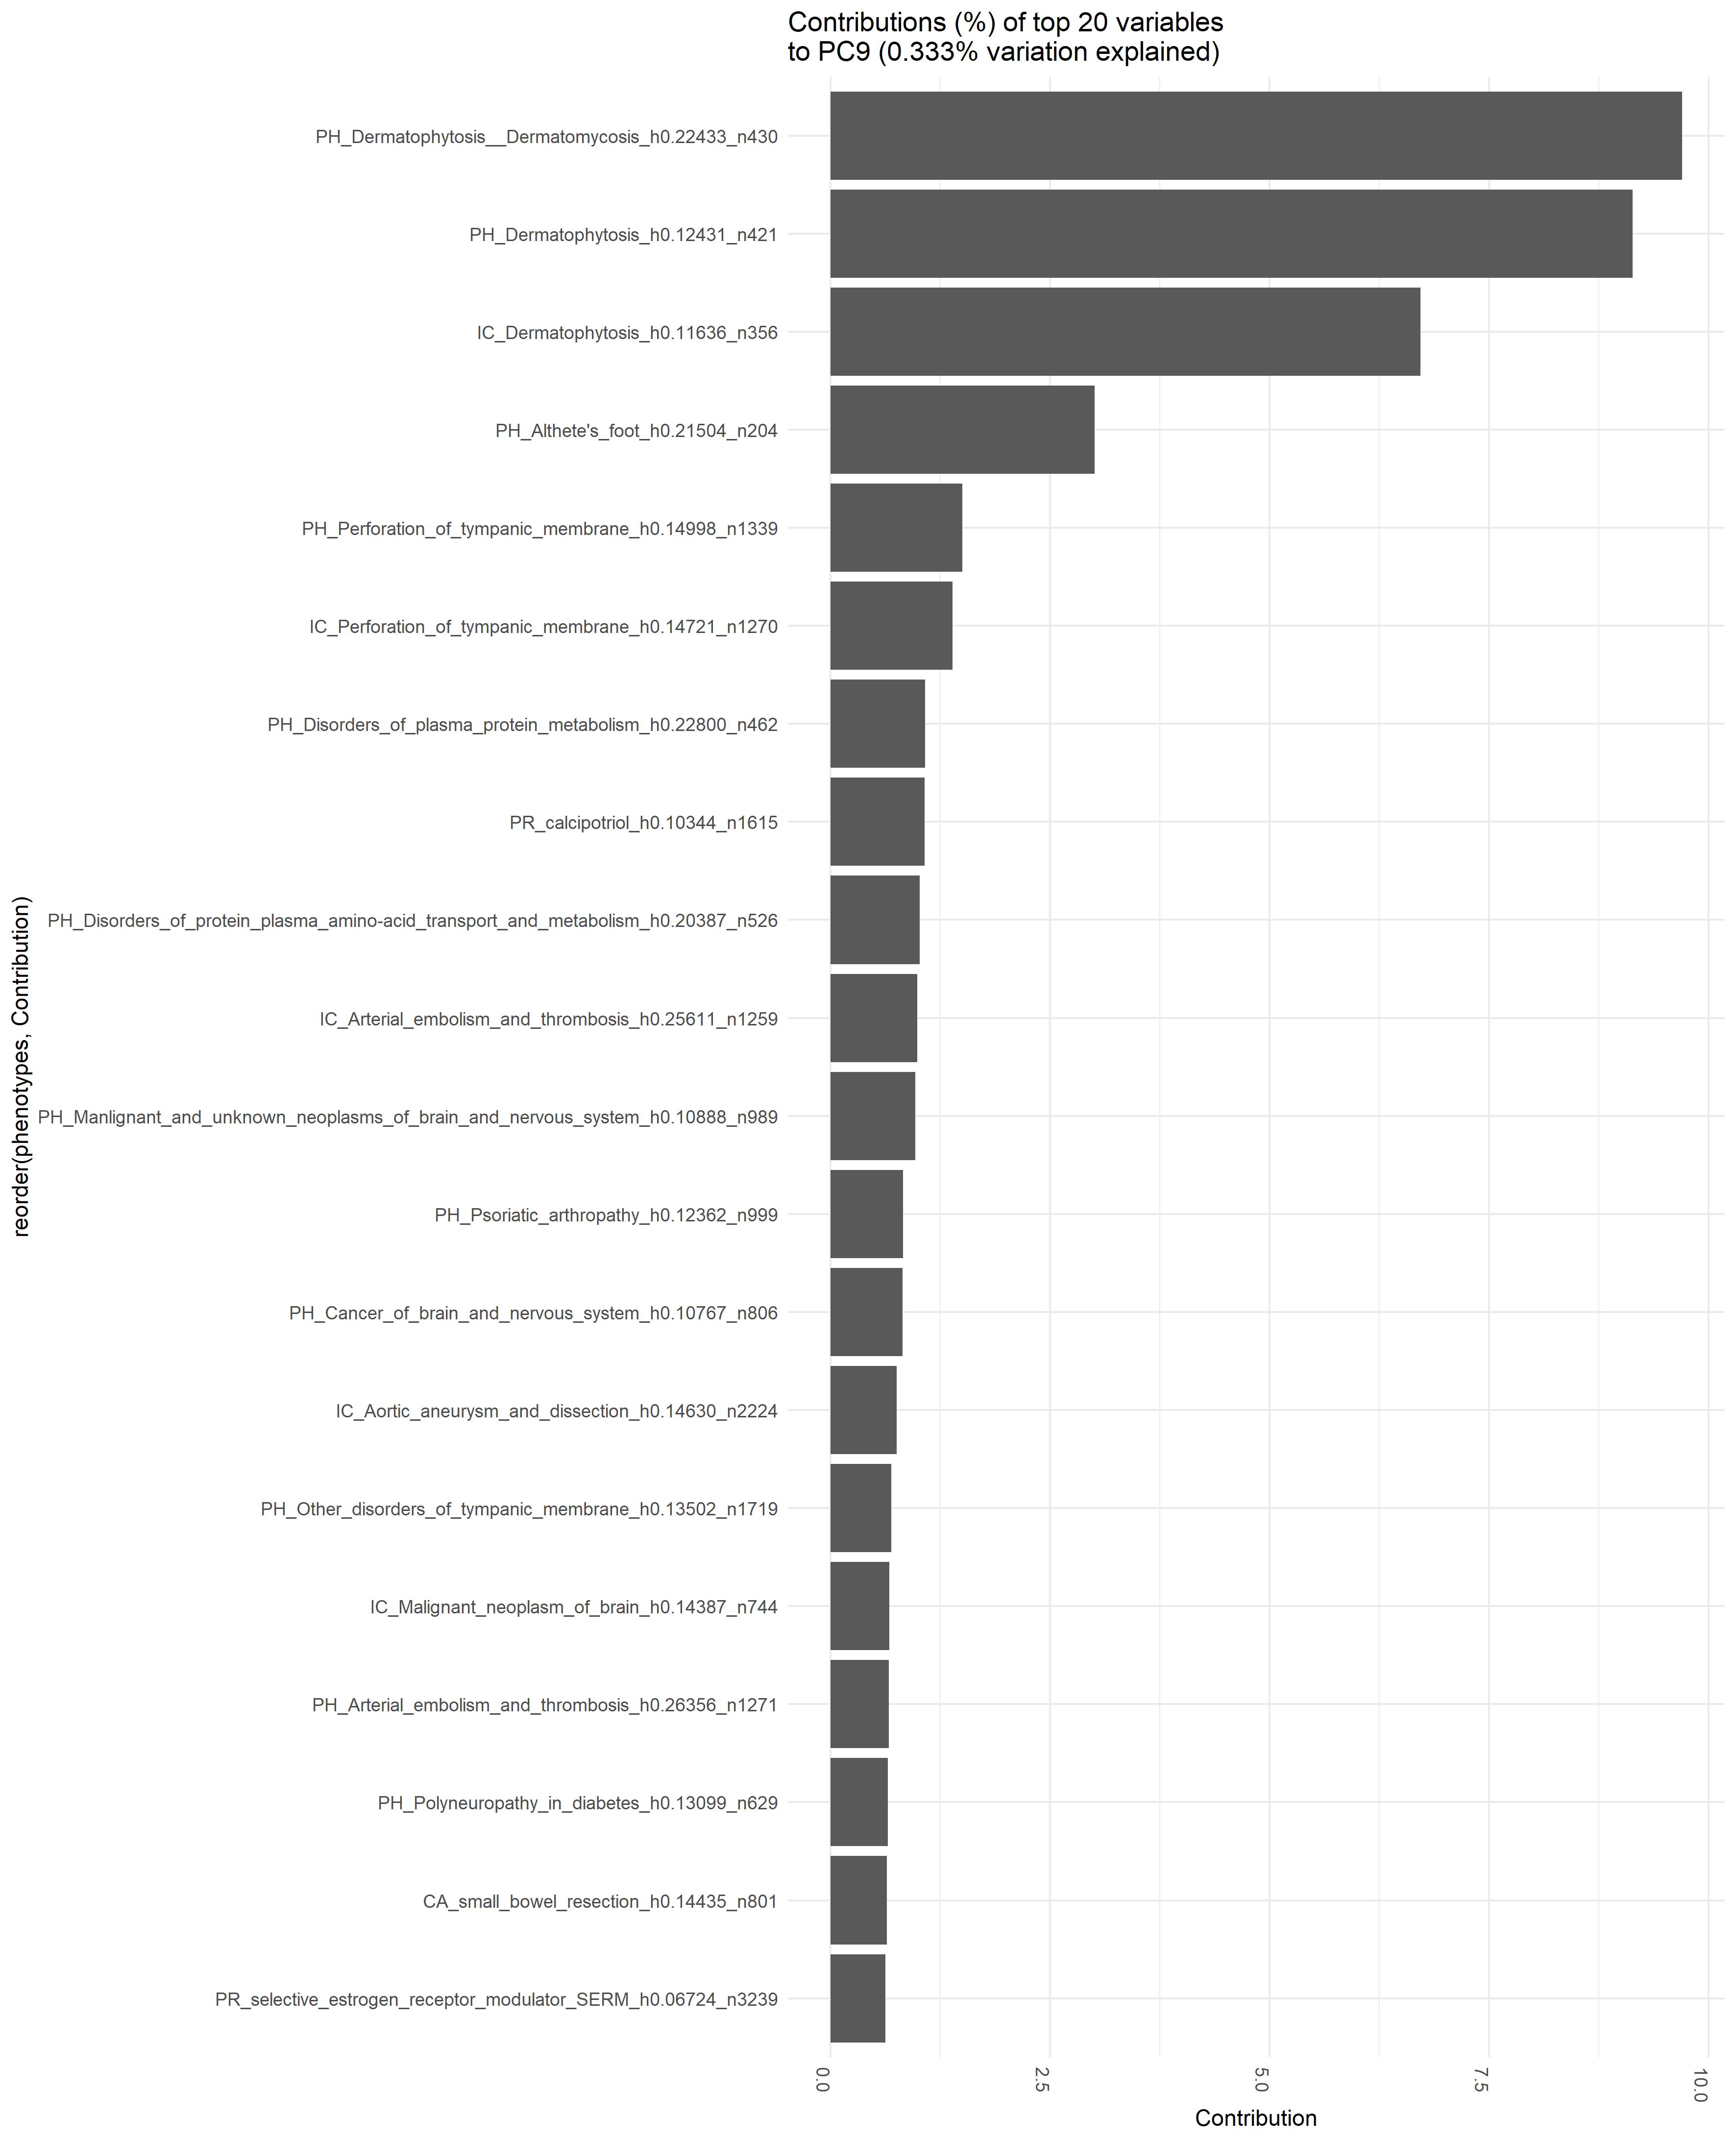 Contributions (%) of top 20 variables
to PC9 (0.333% variation explained)
PH_Dermatophytosis__Dermatomycosis_h0.22433_n430
PH_Dermatophytosis_h0.12431_n421
IC_Dermatophytosis_h0.11636_n356
PH_Althete's_foot_h0.21504_n204
PH_Perforation_of_tympanic_membrane_h0.14998_n1339
IC_Perforation_of_tympanic_membrane_h0.14721_n1270
PH_Disorders_of_plasma_protein_metabolism_h0.22800_n462
PR_calcipotriol_h0.10344_n1615
PH_Disorders_of_protein_plasma_amino-acid_transport_and_metabolism_h0.20387_n526
IC_Arterial_embolism_and_thrombosis_h0.25611_n1259
PH_Manlignant_and_unknown_neoplasms_of_brain_and_nervous_system_h0.10888_n989
PH_Psoriatic_arthropathy_h0.12362_n999
PH_Cancer_of_brain_and_nervous_system_h0.10767_n806
IC_Aortic_aneurysm_and_dissection_h0.14630_n2224
PH_Other_disorders_of_tympanic_membrane_h0.13502_n1719
IC_Malignant_neoplasm_of_brain_h0.14387_n744
PH_Arterial_embolism_and_thrombosis_h0.26356_n1271
PH_Polyneuropathy_in_diabetes_h0.13099_n629
CA_small_bowel_resection_h0.14435_n801
PR_selective_estrogen_receptor_modulator_SERM_h0.06724_n3239
reorder(phenotypes, Contribution)
0.0
2.5
5.0
7.5
10.0
Contribution